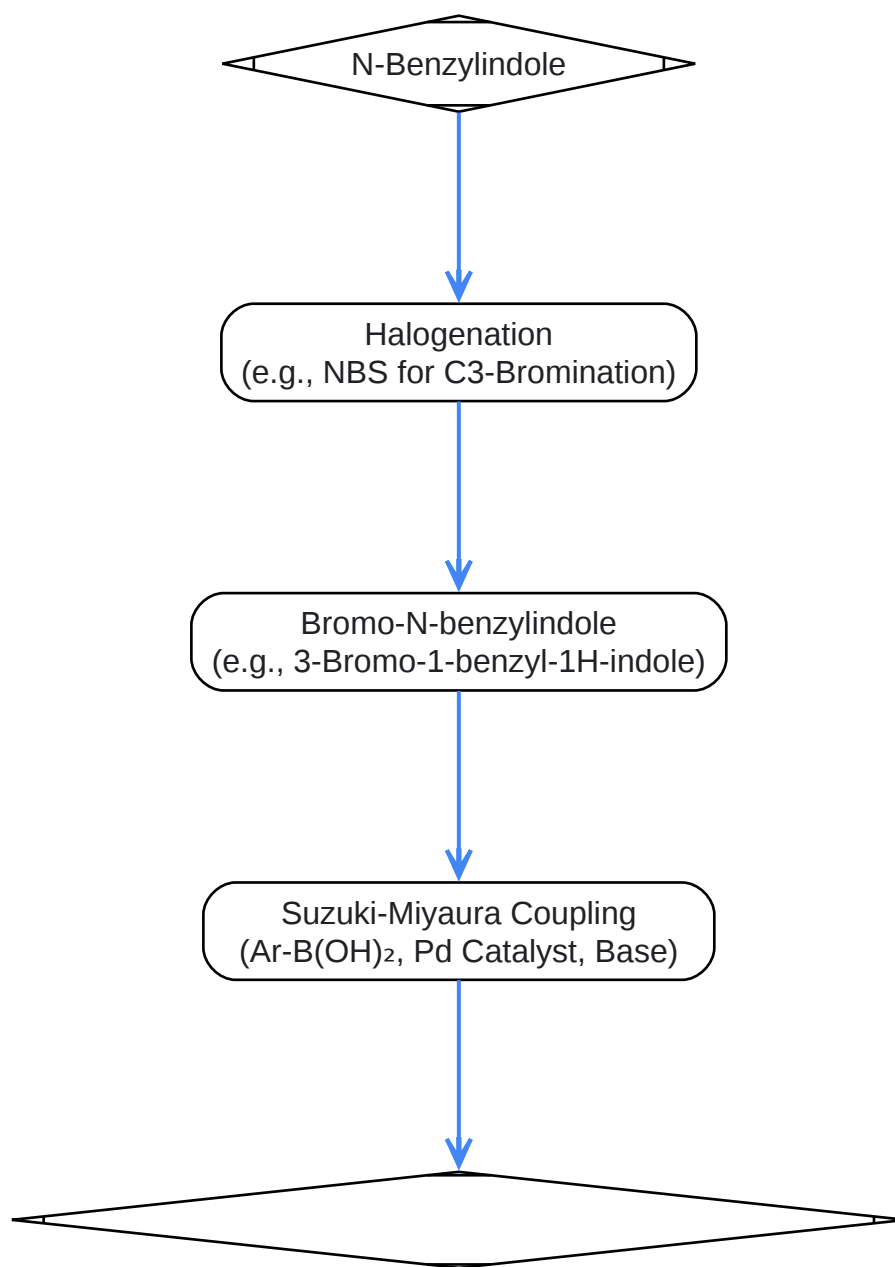 N-Benzylindole
Halogenation
(e.g., NBS for C3-Bromination)
Bromo-N-benzylindole
(e.g., 3-Bromo-1-benzyl-1H-indole)
Suzuki-Miyaura Coupling
(Ar-B(OH)₂, Pd Catalyst, Base)